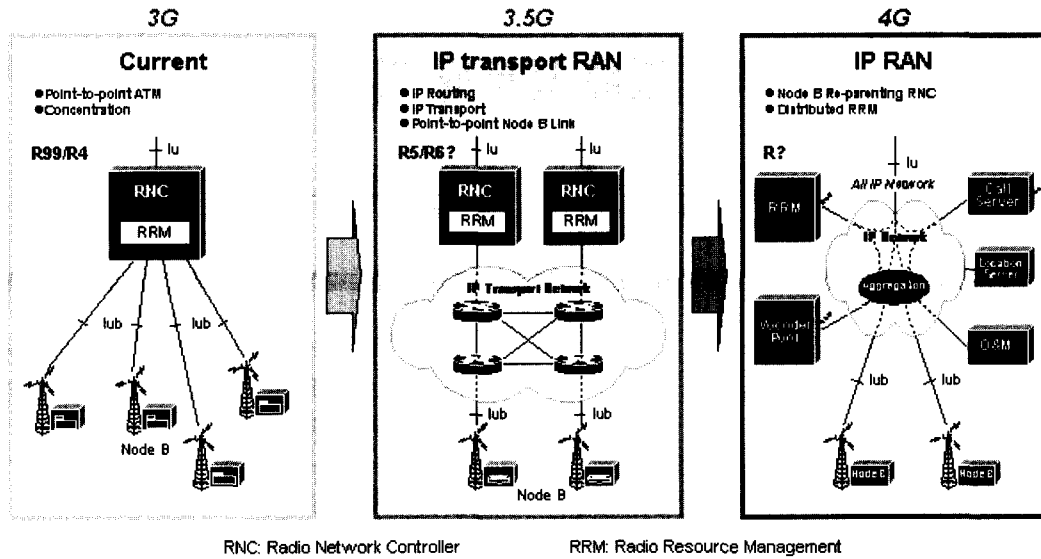 3G
Current
●Point-to-point ATM
●Concentration
R99/R4
Iu
RNC
RRM
Iub
Iub
Iub
Iub
Node B
3.5G
IP transport RAN
●IP Routing
●IP Transport
●Point-to-point Node B Link
R5/R6?
Iu
Iu
RNC
RNC
RRM
RRM
IP Transport Network
Iub
Iub
Node B
4G
IP RAN
●Node B Re-parenting RNC
●Distributed RRM
R?
Iu
All IP Network
RRM
Call
Server
IP Network
Location
Server
Aggregation
Vocoder
Point
O&M
Iub
Iub
Node B
Node B
RNC: Radio Network Controller
RRM: Radio Resource Management